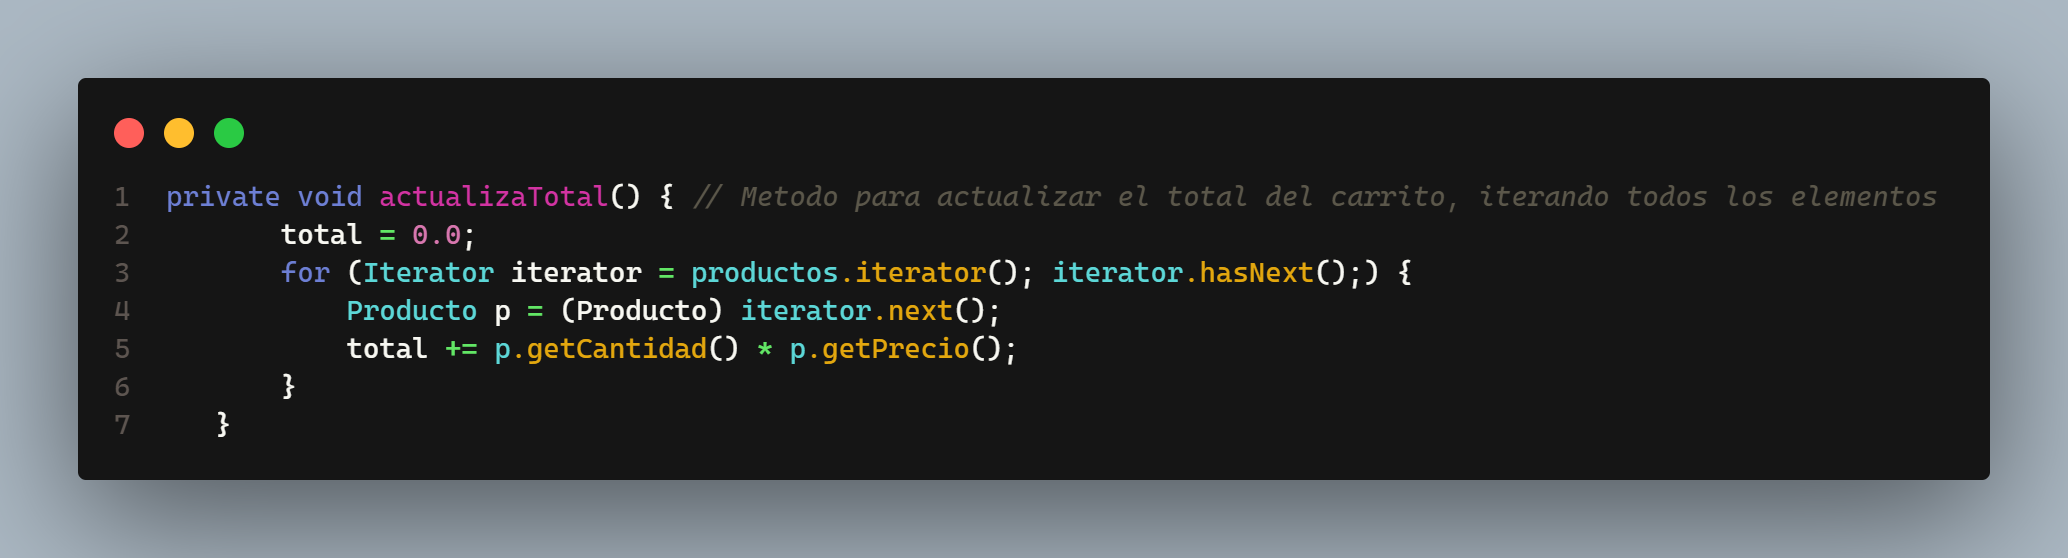 1 private void actualizaTotal() { // Metodo para actualizar el total del carrito, iterando todos los elementos
2 total = 0.0;
3 for (Iterator iterator = productos.iterator(); iterator.hasNext();) {
4 Producto p = (Producto) iterator.next();
5 total += p.getCantidad() * p.getPrecio();
6 }
7 }